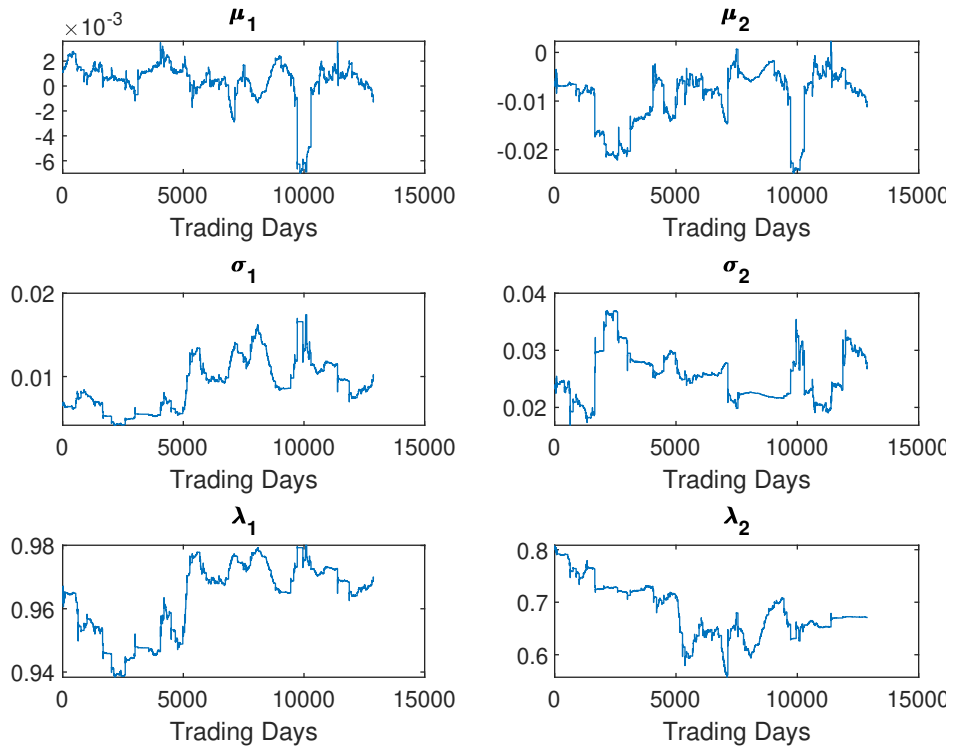 μ1
×10-3
2
0
-2
-4
-6
0 5000 10000 15000
Trading Days
μ2
0
-0.01
-0.02
0 5000 10000 15000
Trading Days
σ1
0.02
0.01
0 5000 10000 15000
Trading Days
σ2
0.04
0.03
0.02
0 5000 10000 15000
Trading Days
λ1
0.98
0.96
0.94
0 5000 10000 15000
Trading Days
λ2
0.8
0.7
0.6
0 5000 10000 15000
Trading Days